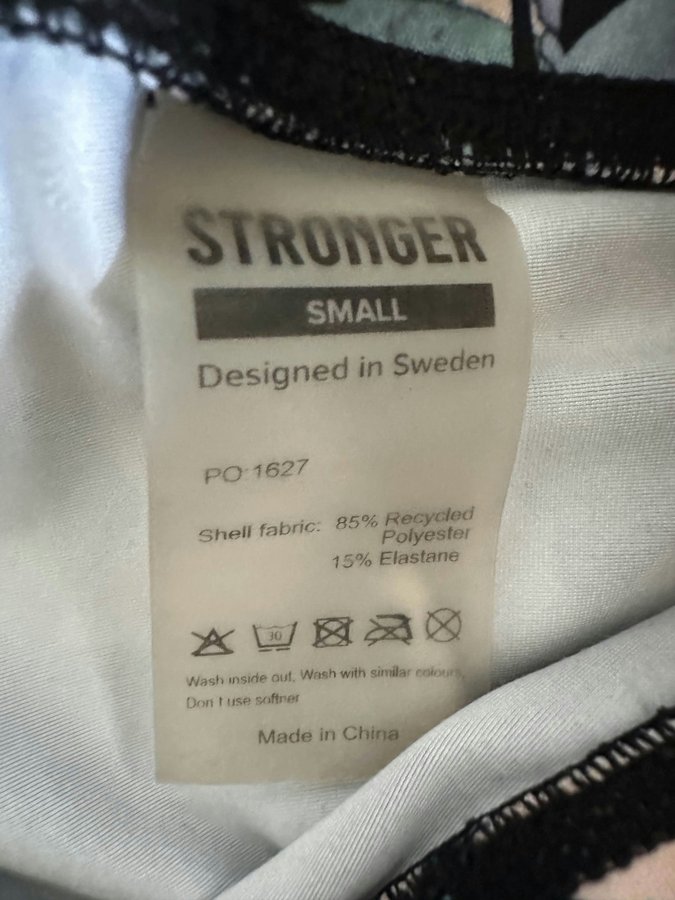 STRONGER
SMALL
Designed in Sweden
PO 1627
Shell fabric: 85% Recycled
Polyester
15% Elastane
30
Wash inside out, Wash with similar colours,
Don t use softner
Made in China